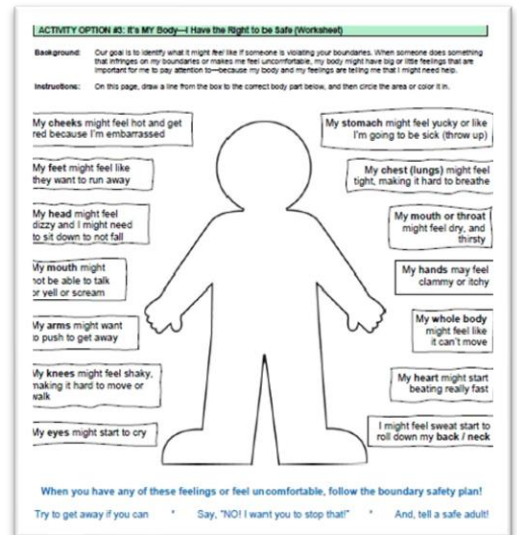 ACTIVITY OPTION #3: It's MY Body—I Have the Right to be Safe (Worksheet)
Background: Our goal is to identify what it might feel like if someone is violating your boundaries. When someone does something
that infringes on my boundaries or makes me feel uncomfortable, my body might have big or little feelings that are
important for me to pay attention to—because my body and my feelings are telling me that I might need help.
Instructions: On this page, draw a line from the box to the correct body part below, and then circle the area or color it in.
My cheeks might feel hot and get
red because I'm embarrassed
My feet might feel like
they want to run away
My head might feel
dizzy and I might need
to sit down to not fall
My mouth might
not be able to talk
or yell or scream
My arms might want
to push to get away
My knees might feel shaky,
making it hard to move or
walk
My eyes might start to cry
My stomach might feel yucky or like
I'm going to be sick (throw up)
My chest (lungs) might feel
tight, making it hard to breathe
My mouth or throat
might feel dry, and
thirsty
My hands may feel
clammy or itchy
My whole body
might feel like
it can't move
My heart might start
beating really fast
I might feel sweat start to
roll down my back / neck
When you have any of these feelings or feel uncomfortable, follow the boundary safety plan!
Try to get away if you can * Say, "NO! I want you to stop that!" * And, tell a safe adult!